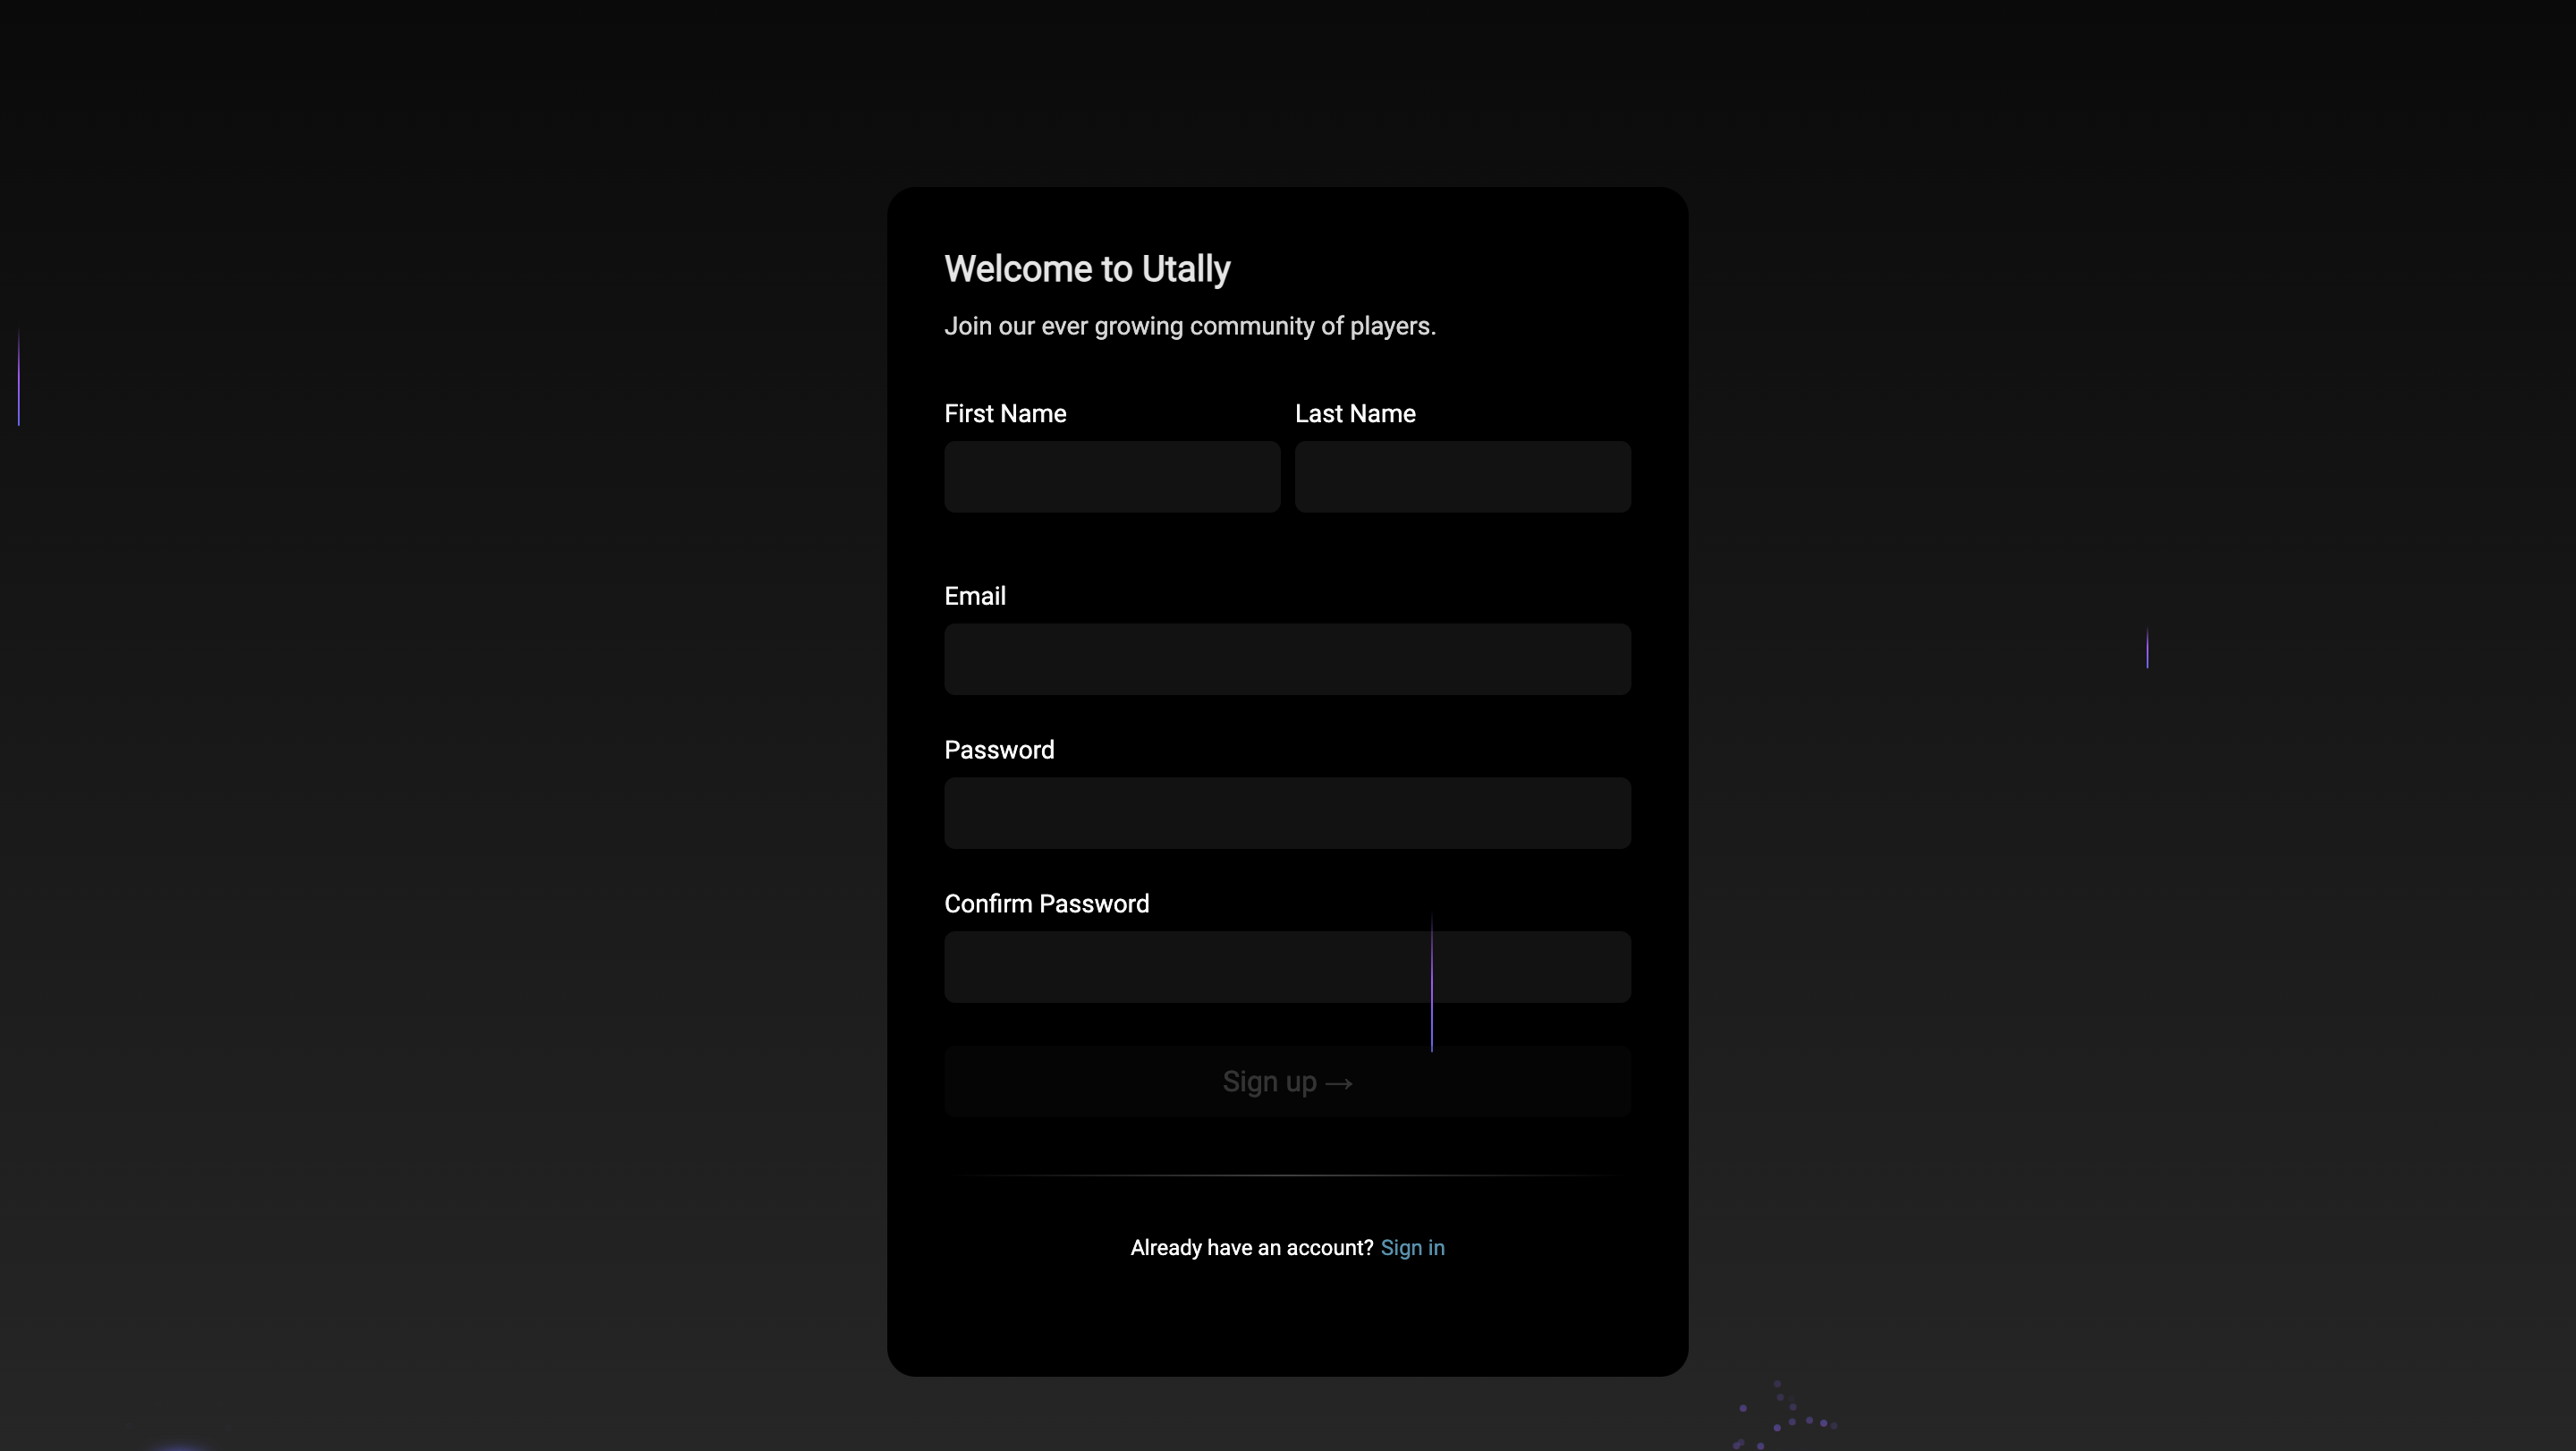 Welcome to Utally
Join our ever growing community of players.
First Name Last Name
Email
Password
Confirm Password
Sign up →
Already have an account? Sign in